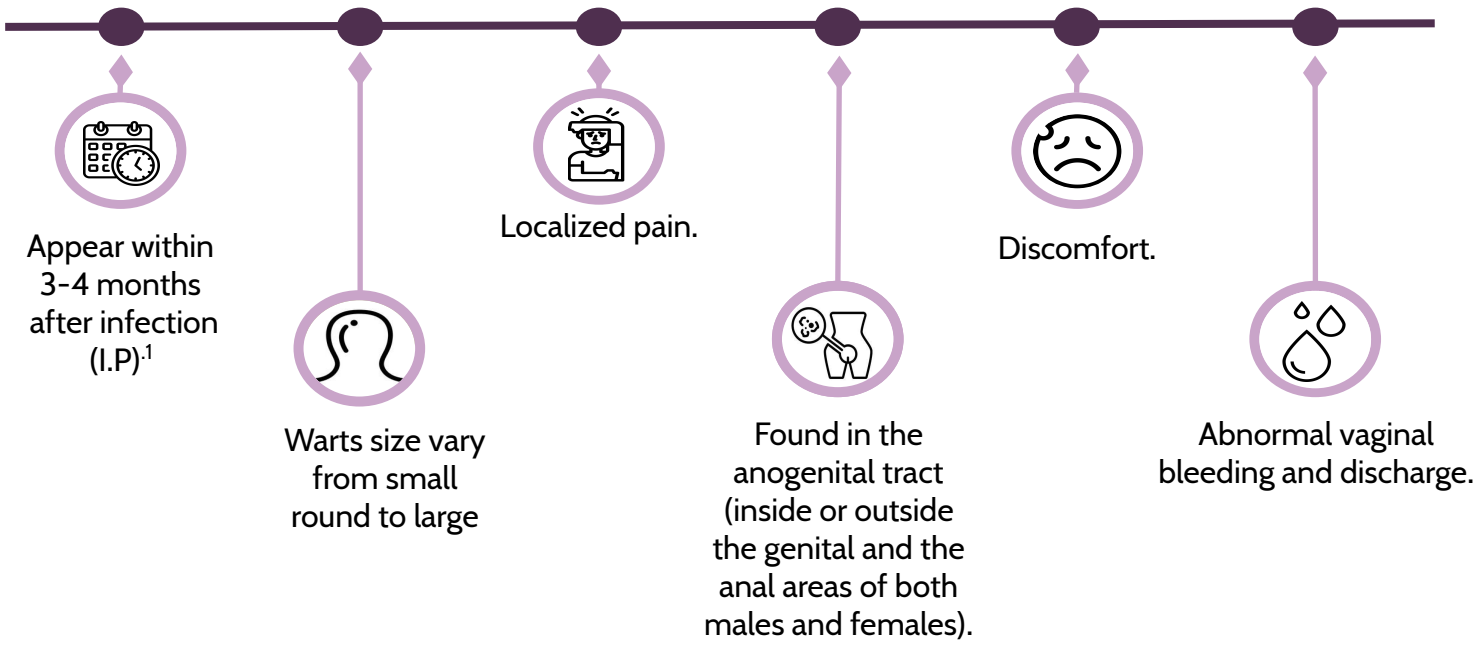 Appear within
3-4 months
after infection
(I.P).1
Warts size vary
from small
round to large
Localized pain.
Found in the
anogenital tract
(inside or outside
the genital and the
anal areas of both
males and females).
Discomfort.
Abnormal vaginal
bleeding and discharge.